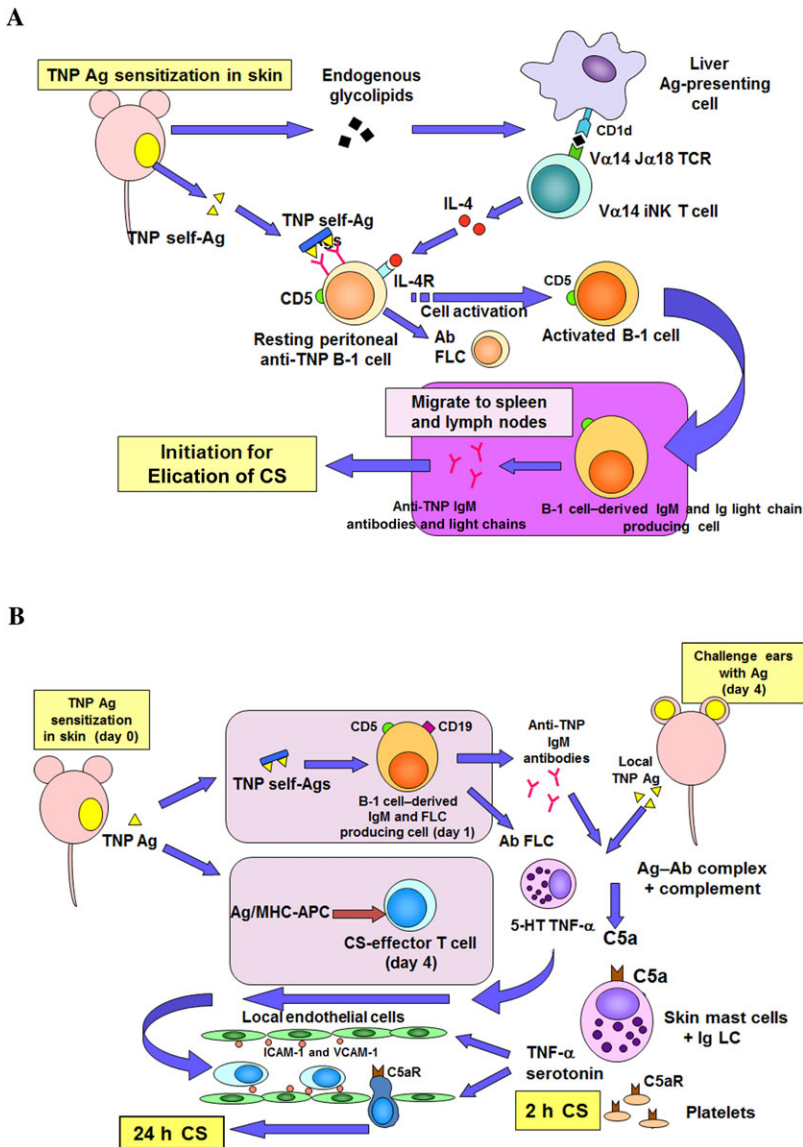 A
TNP Ag sensitization in skin
Endogenous
glycolipids
Liver
Ag-presenting
cell
CD1d
Vα14 Jα18 TCR
Vα14 iNK T cell
IL-4
TNP self-Ag
TNP self-Ag
gs
IL-4R
CD5
Cell activation
CD5
Resting peritoneal
anti-TNP B-1 cell
Ab
FLC
Activated B-1 cell
Migrate to spleen
and lymph nodes
Initiation for
Elication of CS
Anti-TNP IgM
antibodies and light chains
B-1 cell–derived IgM and Ig light chain
producing cell
B
Challenge ears
with Ag
(day 4)
TNP Ag
sensitization
in skin (day 0)
CD5
CD19
Anti-TNP
IgM
antibodies
TNP self-Ags
Local
TNP Ag
B-1 cell–derived
IgM and FLC
producing cell (day 1)
TNP Ag
Ab FLC
Ag–Ab complex
+ complement
Ag/MHC-APC
CS-effector T cell
(day 4)
5-HT TNF-α
C5a
C5a
Skin mast cells
+ Ig LC
Local endothelial cells
ICAM-1 and VCAM-1
C5aR
TNF-α
serotonin
C5aR
2 h CS
Platelets
24 h CS